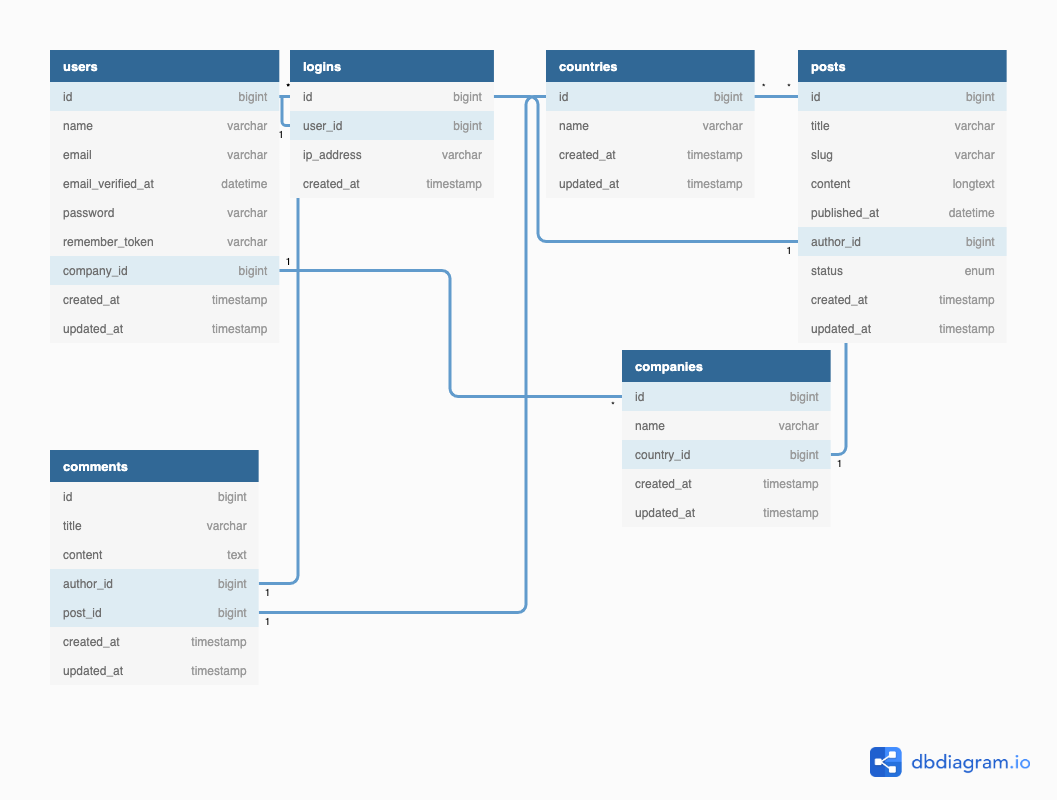 users
id bigint
name varchar
email varchar
email_verified_at datetime
password varchar
remember_token varchar
company_id bigint
created_at timestamp
updated_at timestamp
logins
id bigint
user_id bigint
ip_address varchar
created_at timestamp
countries
id bigint
name varchar
created_at timestamp
updated_at timestamp
posts
id bigint
title varchar
slug varchar
content longtext
published_at datetime
author_id bigint
status enum
created_at timestamp
updated_at timestamp
companies
id bigint
name varchar
country_id bigint
created_at timestamp
updated_at timestamp
comments
id bigint
title varchar
content text
author_id bigint
post_id bigint
created_at timestamp
updated_at timestamp
*
1
1
*
*
1
*
1
1
1
dbdiagram.io